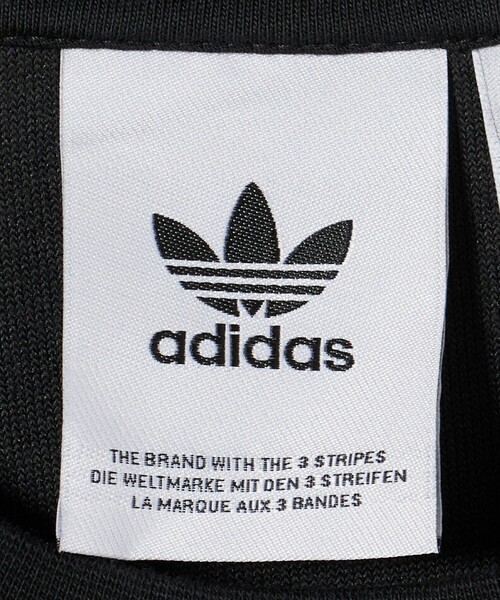 adidas
THE BRAND WITH THE 3 STRIPES
DIE WELTMARKE MIT DEN 3 STREIFEN
LA MARQUE AUX 3 BANDES